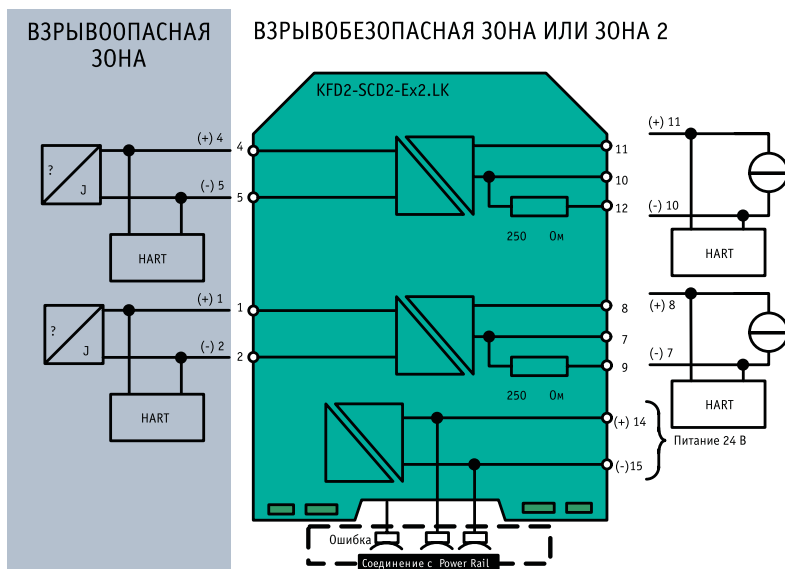 ВЗРЫВООПАСНАЯ
ЗОНА
ВЗРЫВОБЕЗОПАСНАЯ ЗОНА ИЛИ ЗОНА 2
KFD2-SCD2-Ex2.LK
(+) 4
4
?
J
(-) 5
5
HART
11
10
12
250 Ом
(+) 11
(-) 10
HART
(+) 1
1
?
J
(-) 2
2
HART
8
7
9
250 Ом
(+) 8
(-) 7
HART
(+) 14
(-)15
Питание 24 В
Ошибка
Соединение с Power Rail